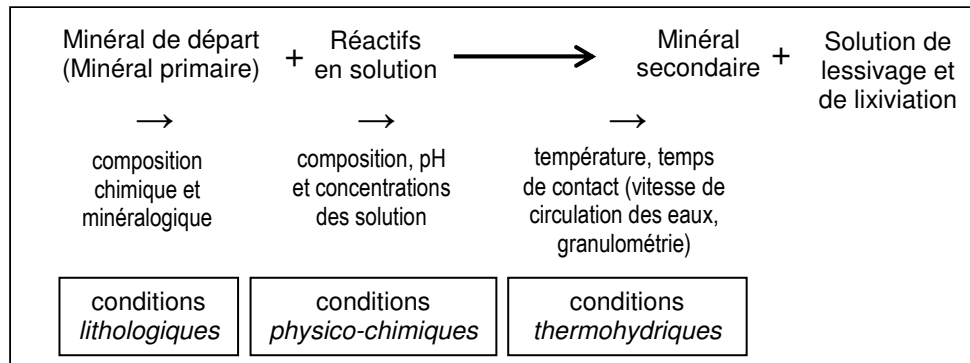 Minéral de départ
(Minéral primaire)
+
Réactifs
en solution
→
Minéral
secondaire
+
Solution de
lessivage et
de lixiviation
→
composition
chimique et
minéralogique
→
composition, pH
et concentrations
des solution
→
température, temps
de contact (vitesse de
circulation des eaux,
granulométrie)
conditions
lithologiques
conditions
physico-chimiques
conditions
thermohydriques